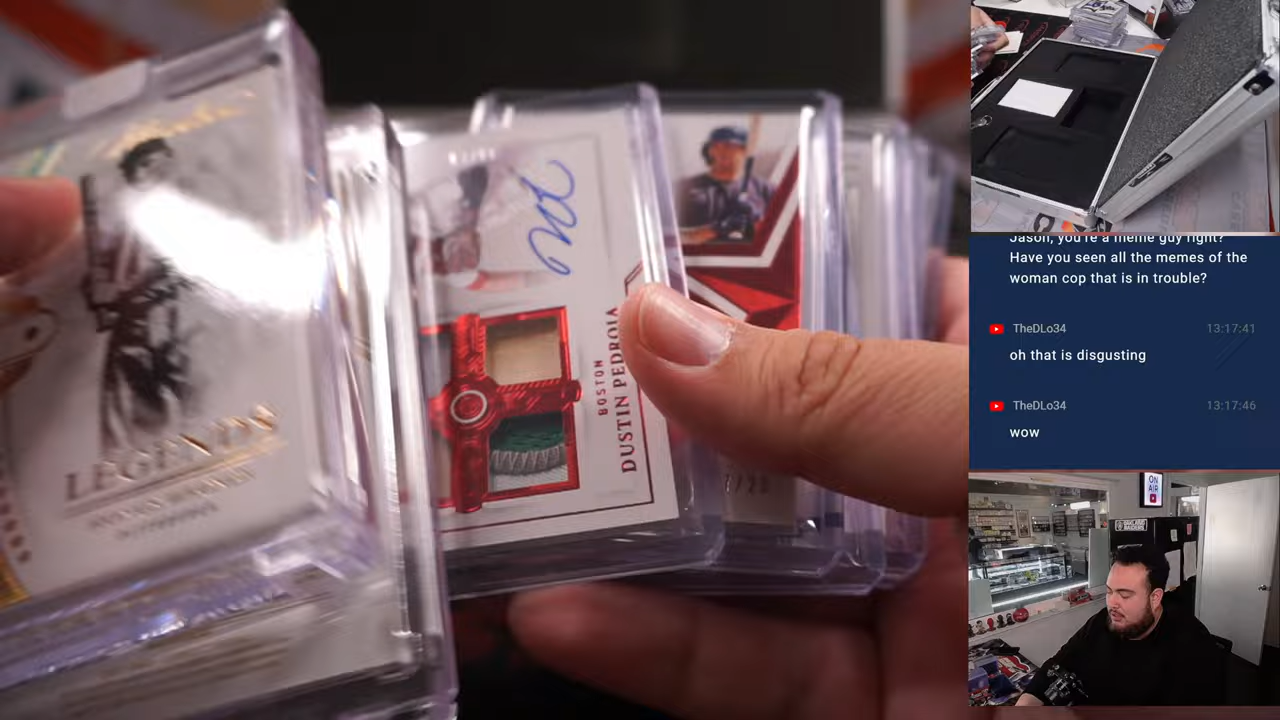 LEGENDS
BOSTON
DUSTIN PEDROIA
Jason, you're a meme guy right?
Have you seen all the memes of the
woman cop that is in trouble?
TheDLo34 13:17:41
oh that is disgusting
TheDLo34 13:17:46
wow
ON
AIR